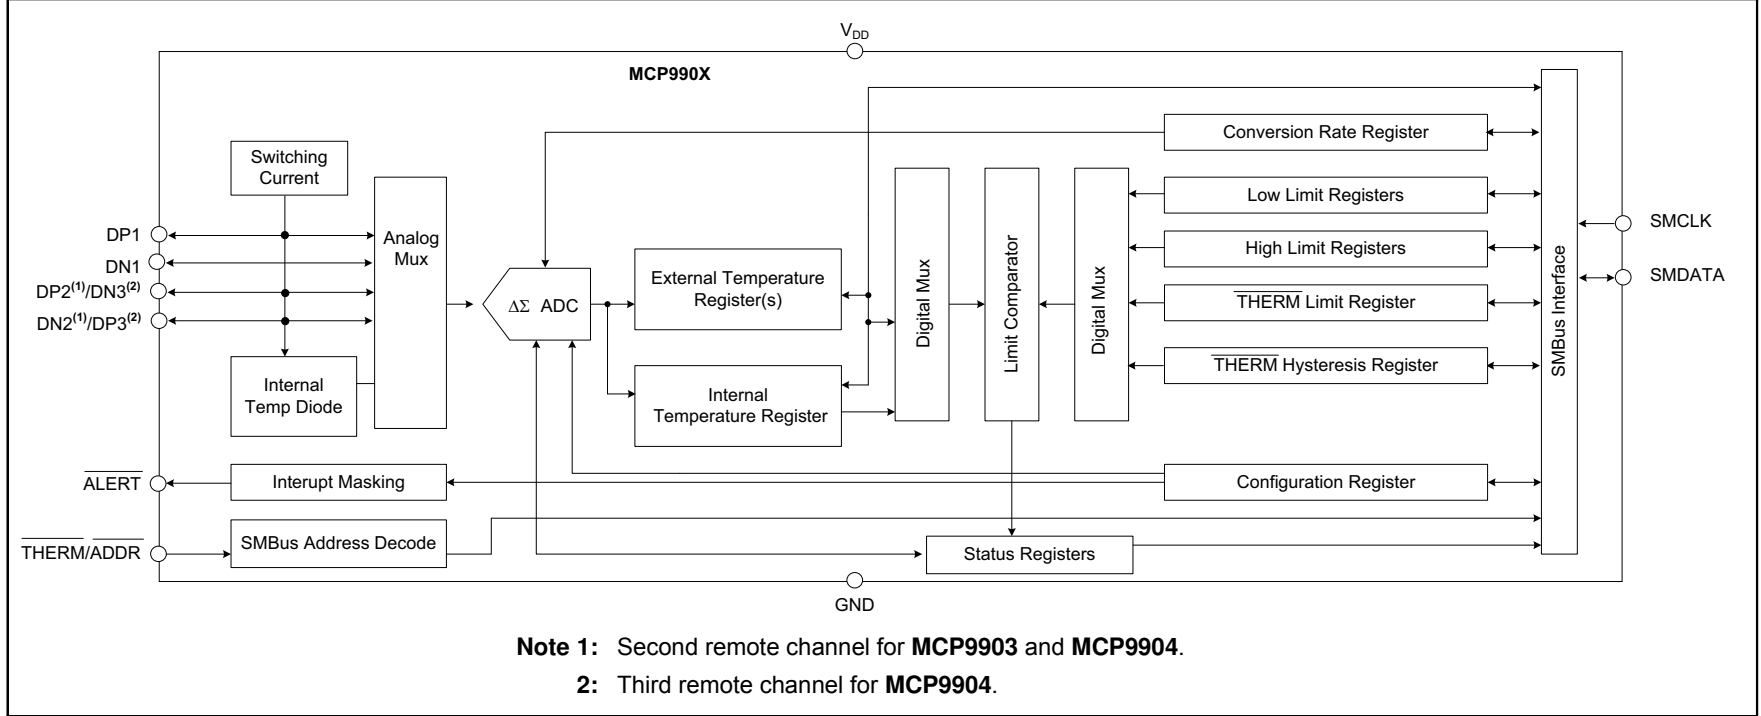 V_DD
MCP990X
Switching
Current
Conversion Rate Register
Low Limit Registers
High Limit Registers
THERM Limit Register
THERM Hysteresis Register
DP1
DN1
DP2(1)/DN3(2)
DN2(1)/DP3(2)
Analog
Mux
ΔΣ ADC
External Temperature
Register(s)
Internal
Temperature Register
Digital Mux
Limit Comparator
Digital Mux
SMBus Interface
SMCLK
SMDATA
Internal
Temp Diode
ALERT
Interupt Masking
Configuration Register
THERM/ADDR
SMBus Address Decode
Status Registers
GND
Note 1: Second remote channel for MCP9903 and MCP9904.
2: Third remote channel for MCP9904.